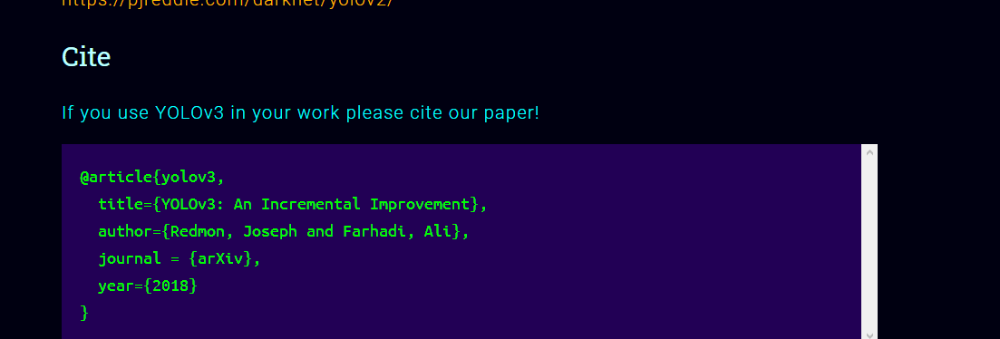 https://pjreddie.com/darknet/yolov2/
Cite
If you use YOLOv3 in your work please cite our paper!
@article{yolov3,
  title={YOLOv3: An Incremental Improvement},
  author={Redmon, Joseph and Farhadi, Ali},
  journal = {arXiv},
  year={2018}
}